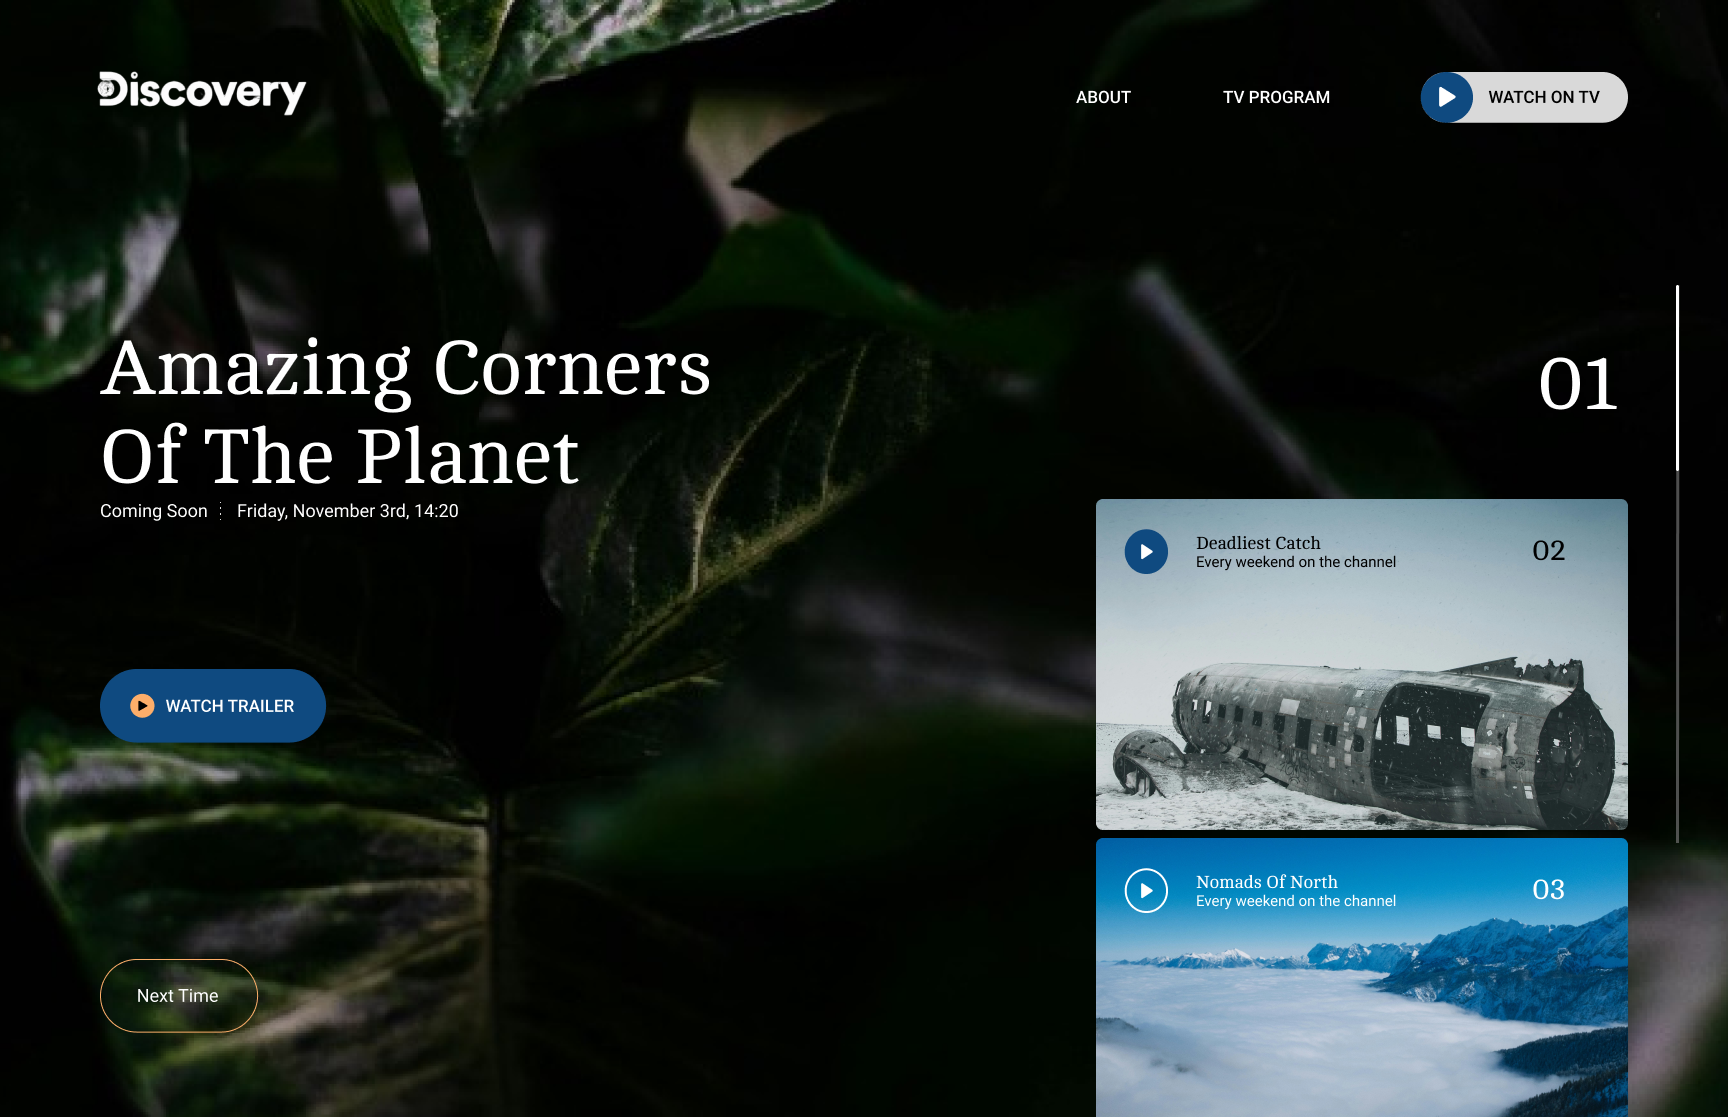 Discovery
ABOUT
TV PROGRAM
WATCH ON TV
Amazing Corners
Of The Planet
Coming Soon
Friday, November 3rd, 14:20
WATCH TRAILER
Next Time
01
Deadliest Catch
Every weekend on the channel
02
Nomads Of North
Every weekend on the channel
03